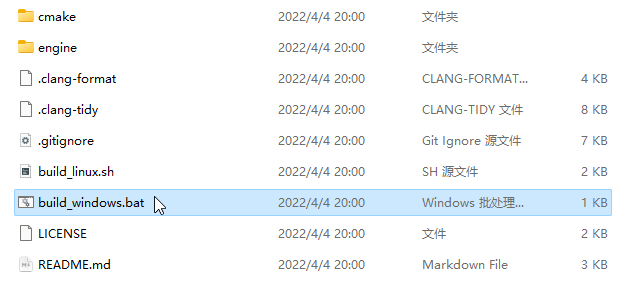 cmake 2022/4/4 20:00 文件夹
engine 2022/4/4 20:00 文件夹
.clang-format 2022/4/4 20:00 CLANG-FORMAT... 4 KB
.clang-tidy 2022/4/4 20:00 CLANG-TIDY 文件 8 KB
.gitignore 2022/4/4 20:00 Git Ignore 源文件 7 KB
build_linux.sh 2022/4/4 20:00 SH 源文件 2 KB
build_windows.bat 2022/4/4 20:00 Windows 批处理... 1 KB
LICENSE 2022/4/4 20:00 文件 2 KB
README.md 2022/4/4 20:00 Markdown File 3 KB